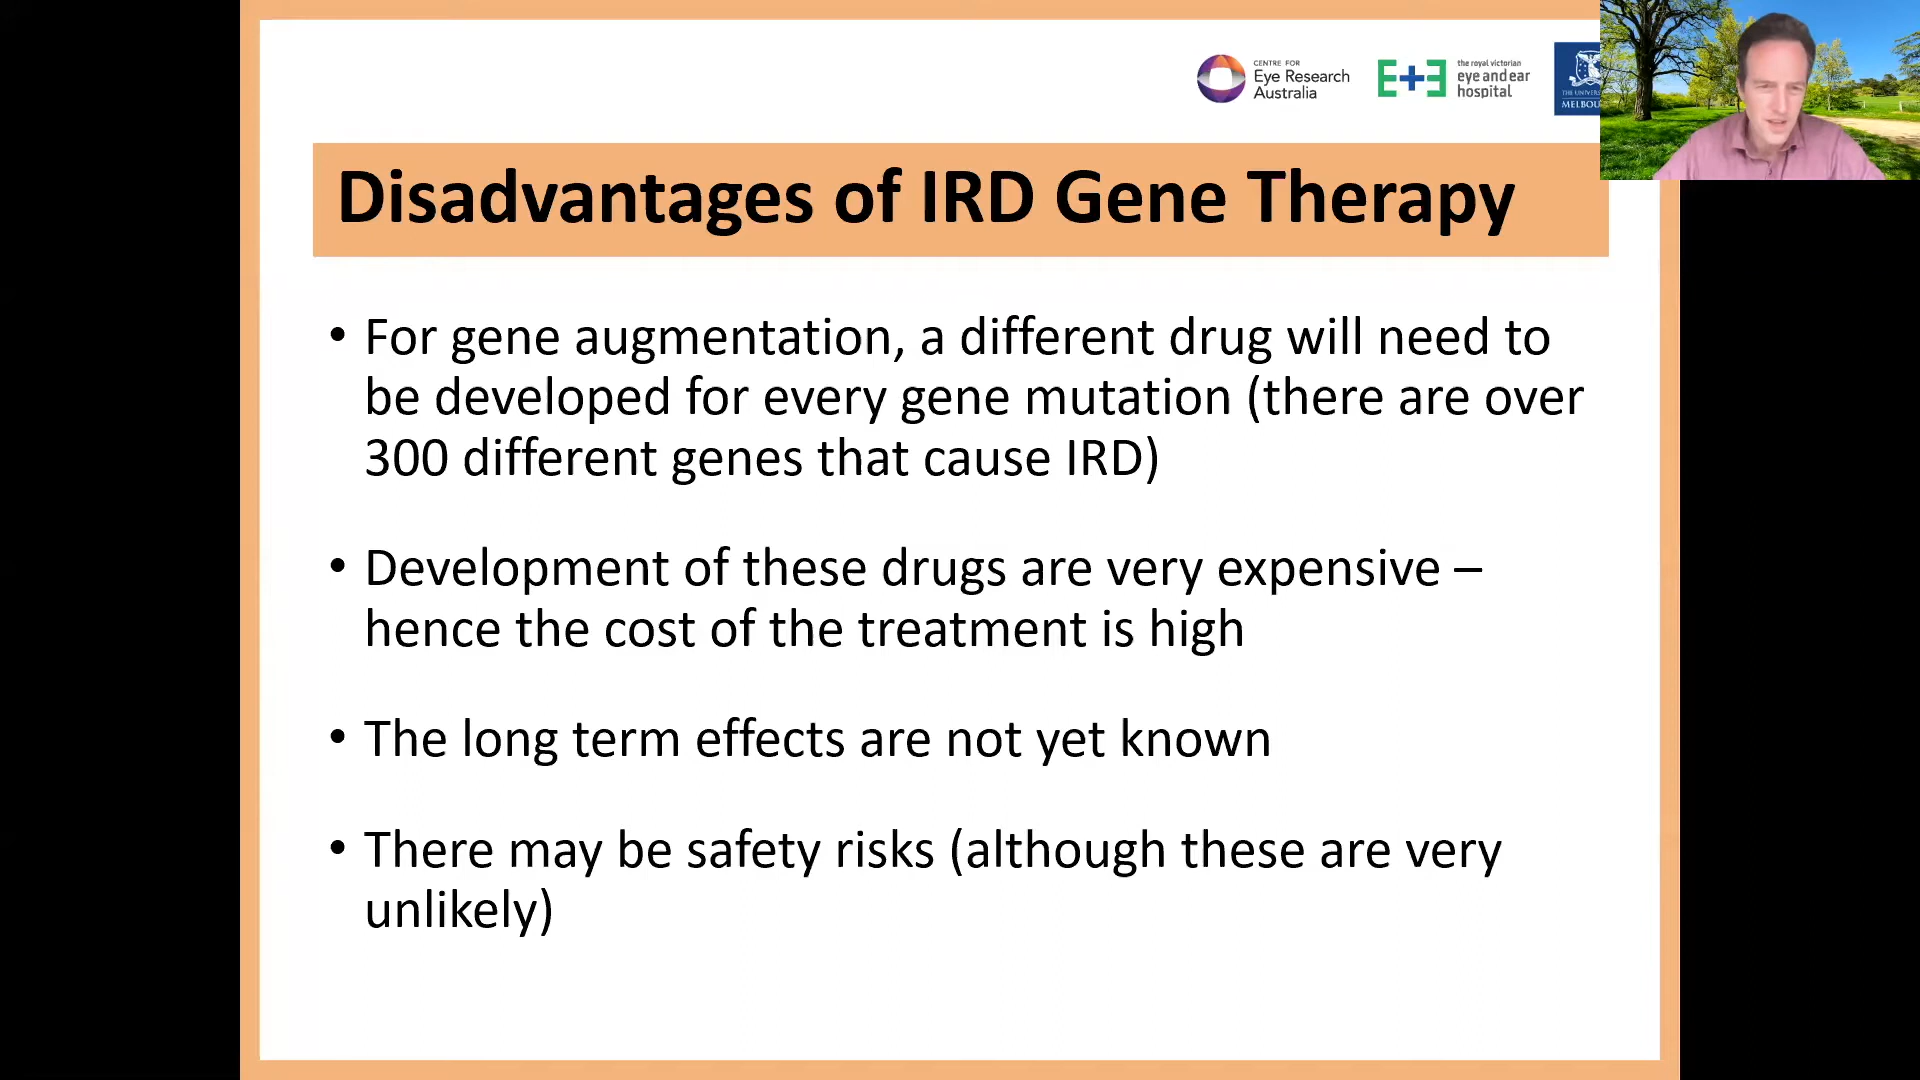 CENTRE FOR
Eye Research
Australia
E+E
the royal victorian
eye and ear
hospital
MELBOU
Disadvantages of IRD Gene Therapy
• For gene augmentation, a different drug will need to
be developed for every gene mutation (there are over
300 different genes that cause IRD)
• Development of these drugs are very expensive –
hence the cost of the treatment is high
• The long term effects are not yet known
• There may be safety risks (although these are very
unlikely)